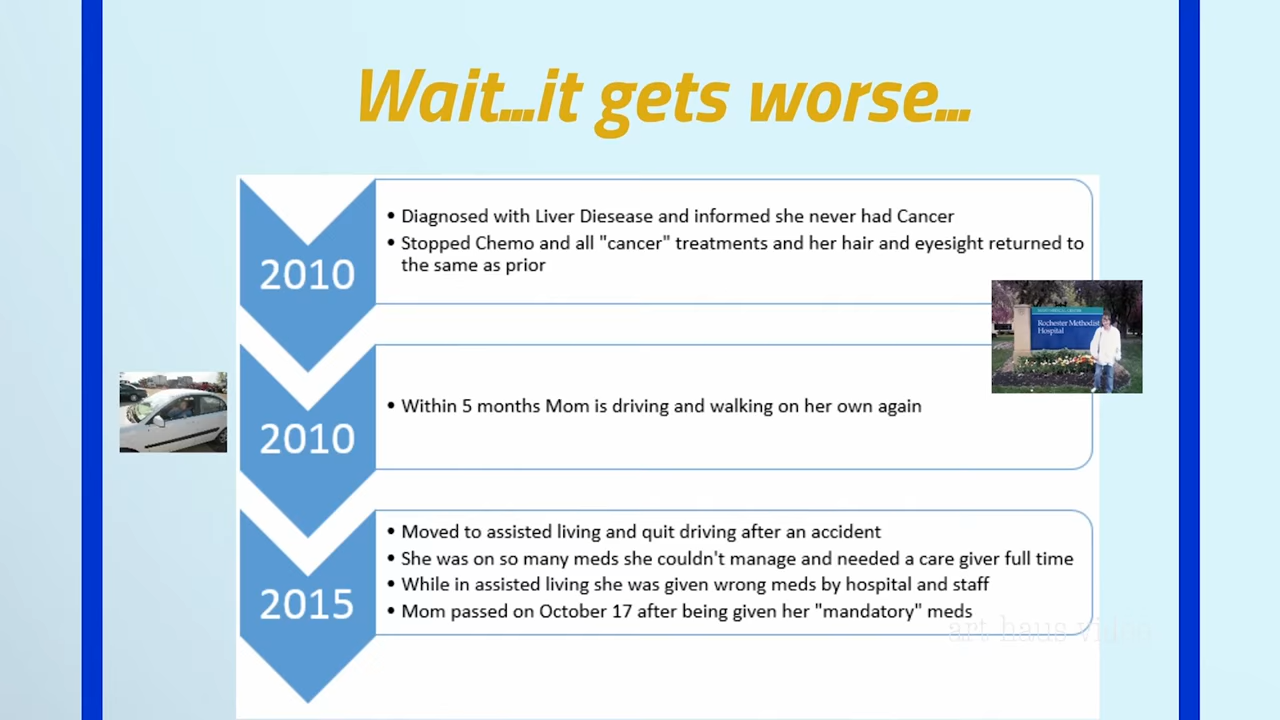 Wait...it gets worse...
2010
• Diagnosed with Liver Diesease and informed she never had Cancer
• Stopped Chemo and all "cancer" treatments and her hair and eyesight returned to
the same as prior
Rochester Methodist
Hospital
2010
• Within 5 months Mom is driving and walking on her own again
2015
• Moved to assisted living and quit driving after an accident
• She was on so many meds she couldn't manage and needed a care giver full time
• While in assisted living she was given wrong meds by hospital and staff
• Mom passed on October 17 after being given her "mandatory" meds
art haus video